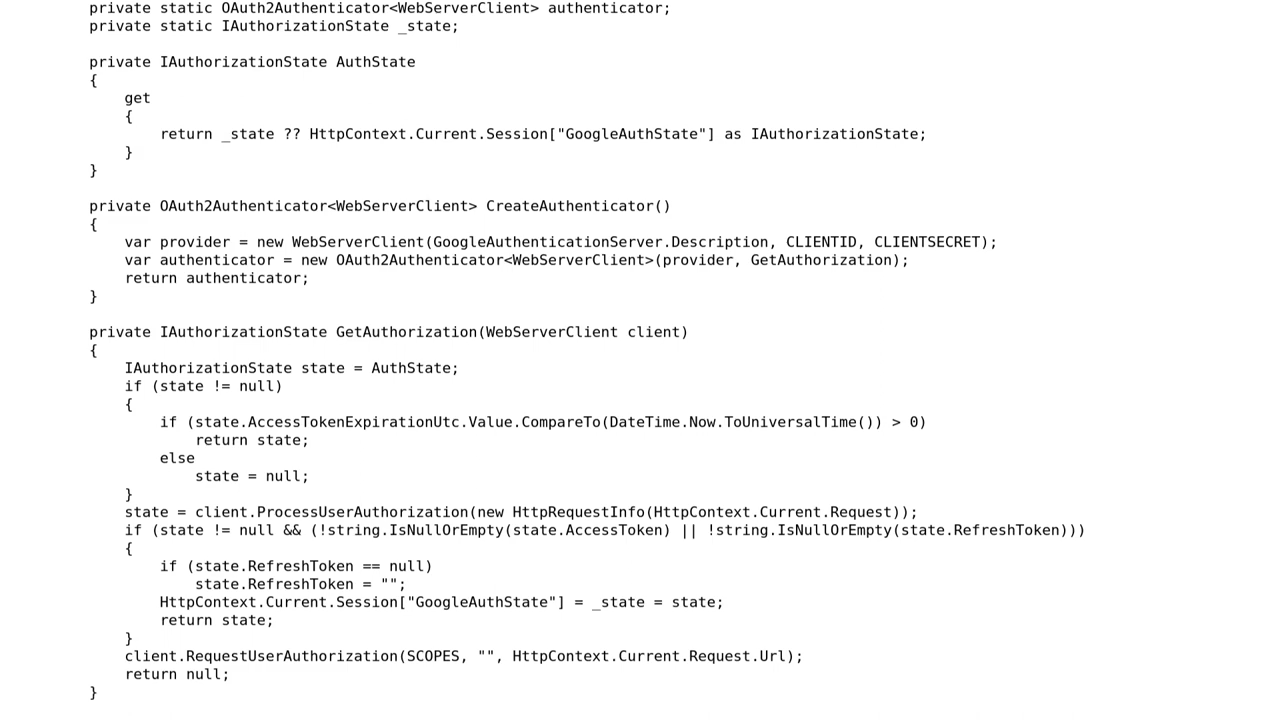 private static OAuth2Authenticator<WebServerClient> authenticator;
private static IAuthorizationState _state;

private IAuthorizationState AuthState
{
    get
    {
        return _state ?? HttpContext.Current.Session["GoogleAuthState"] as IAuthorizationState;
    }
}

private OAuth2Authenticator<WebServerClient> CreateAuthenticator()
{
    var provider = new WebServerClient(GoogleAuthenticationServer.Description, CLIENTID, CLIENTSECRET);
    var authenticator = new OAuth2Authenticator<WebServerClient>(provider, GetAuthorization);
    return authenticator;
}

private IAuthorizationState GetAuthorization(WebServerClient client)
{
    IAuthorizationState state = AuthState;
    if (state != null)
    {
        if (state.AccessTokenExpirationUtc.Value.CompareTo(DateTime.Now.ToUniversalTime()) > 0)
            return state;
        else
            state = null;
    }
    state = client.ProcessUserAuthorization(new HttpRequestInfo(HttpContext.Current.Request));
    if (state != null && (!string.IsNullOrEmpty(state.AccessToken) || !string.IsNullOrEmpty(state.RefreshToken)))
    {
        if (state.RefreshToken == null)
            state.RefreshToken = "";
        HttpContext.Current.Session["GoogleAuthState"] = _state = state;
        return state;
    }
    client.RequestUserAuthorization(SCOPES, "", HttpContext.Current.Request.Url);
    return null;
}